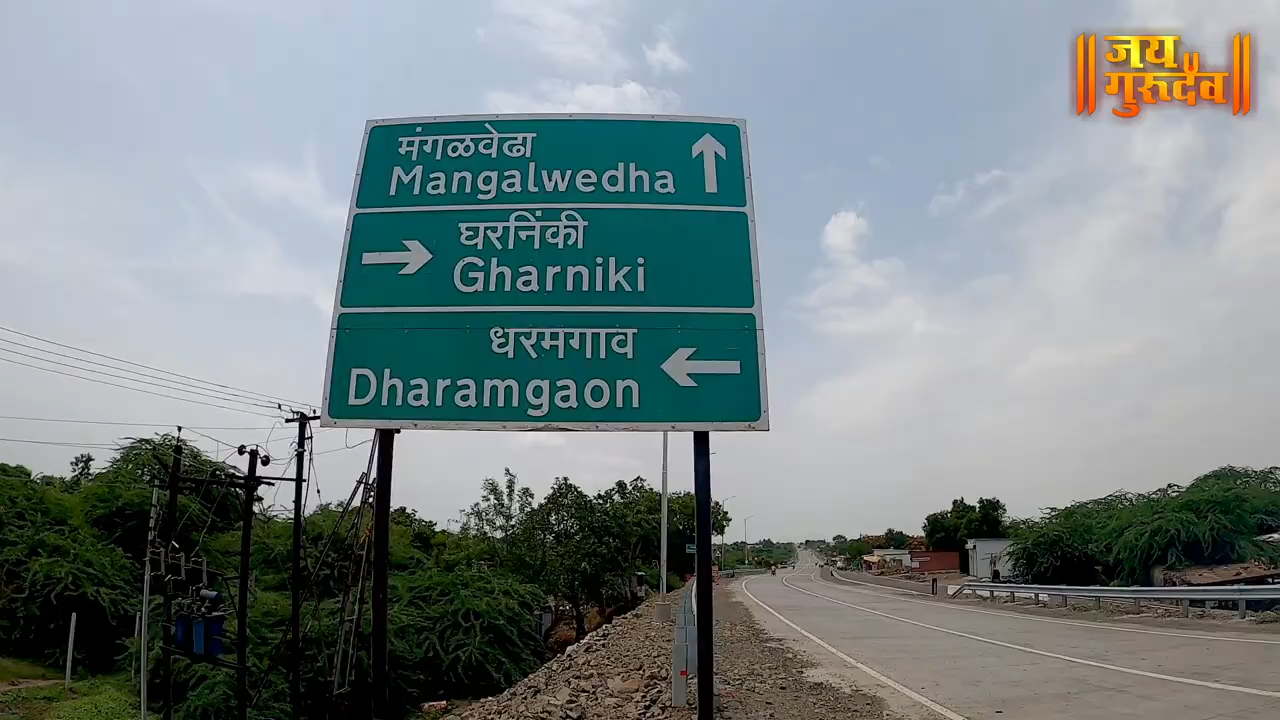 मंगळवेढा
Mangalwedha
घरनिंकी
Gharniki
धरमगाव
Dharamgaon
॥ जय गुरूदेव ॥